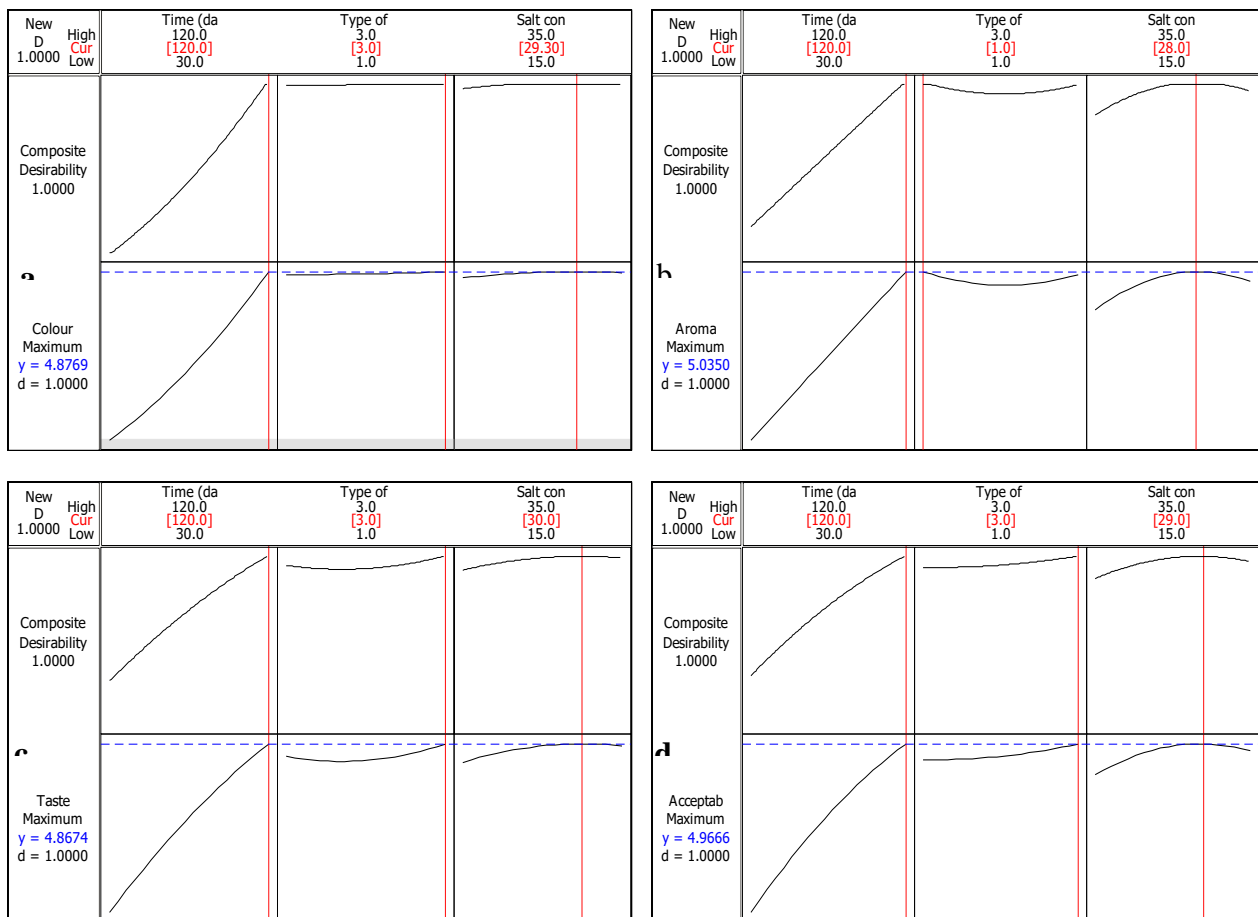 New
D
1.0000
High
Cur
Low
Time (da
120.0
[120.0]
30.0
Type of
3.0
[3.0]
1.0
Salt con
35.0
[29.30]
15.0
Composite
Desirability
1.0000
a
Colour
Maximum
y = 4.8769
d = 1.0000
New
D
1.0000
High
Cur
Low
Time (da
120.0
[120.0]
30.0
Type of
3.0
[1.0]
1.0
Salt con
35.0
[28.0]
15.0
Composite
Desirability
1.0000
b
Aroma
Maximum
y = 5.0350
d = 1.0000
New
D
1.0000
High
Cur
Low
Time (da
120.0
[120.0]
30.0
Type of
3.0
[3.0]
1.0
Salt con
35.0
[30.0]
15.0
Composite
Desirability
1.0000
c
Taste
Maximum
y = 4.8674
d = 1.0000
New
D
1.0000
High
Cur
Low
Time (da
120.0
[120.0]
30.0
Type of
3.0
[3.0]
1.0
Salt con
35.0
[29.0]
15.0
Composite
Desirability
1.0000
d
Acceptab
Maximum
y = 4.9666
d = 1.0000